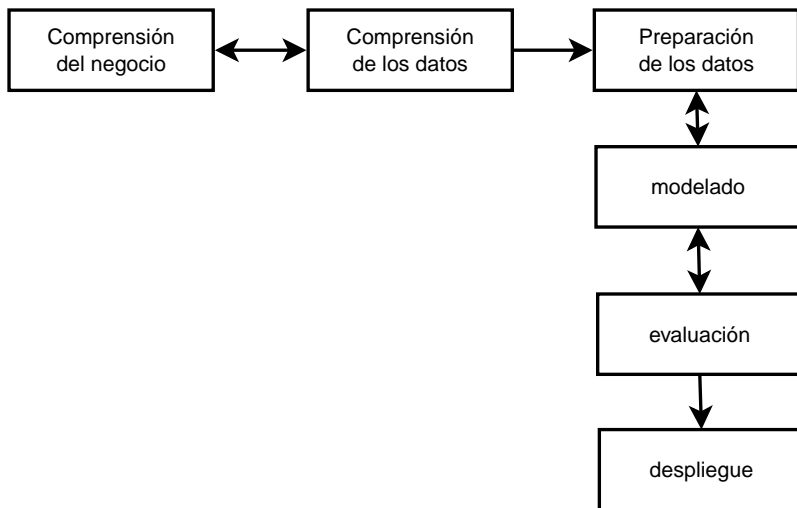 Comprensión
del negocio
Comprensión
de los datos
Preparación
de los datos
modelado
evaluación
despliegue